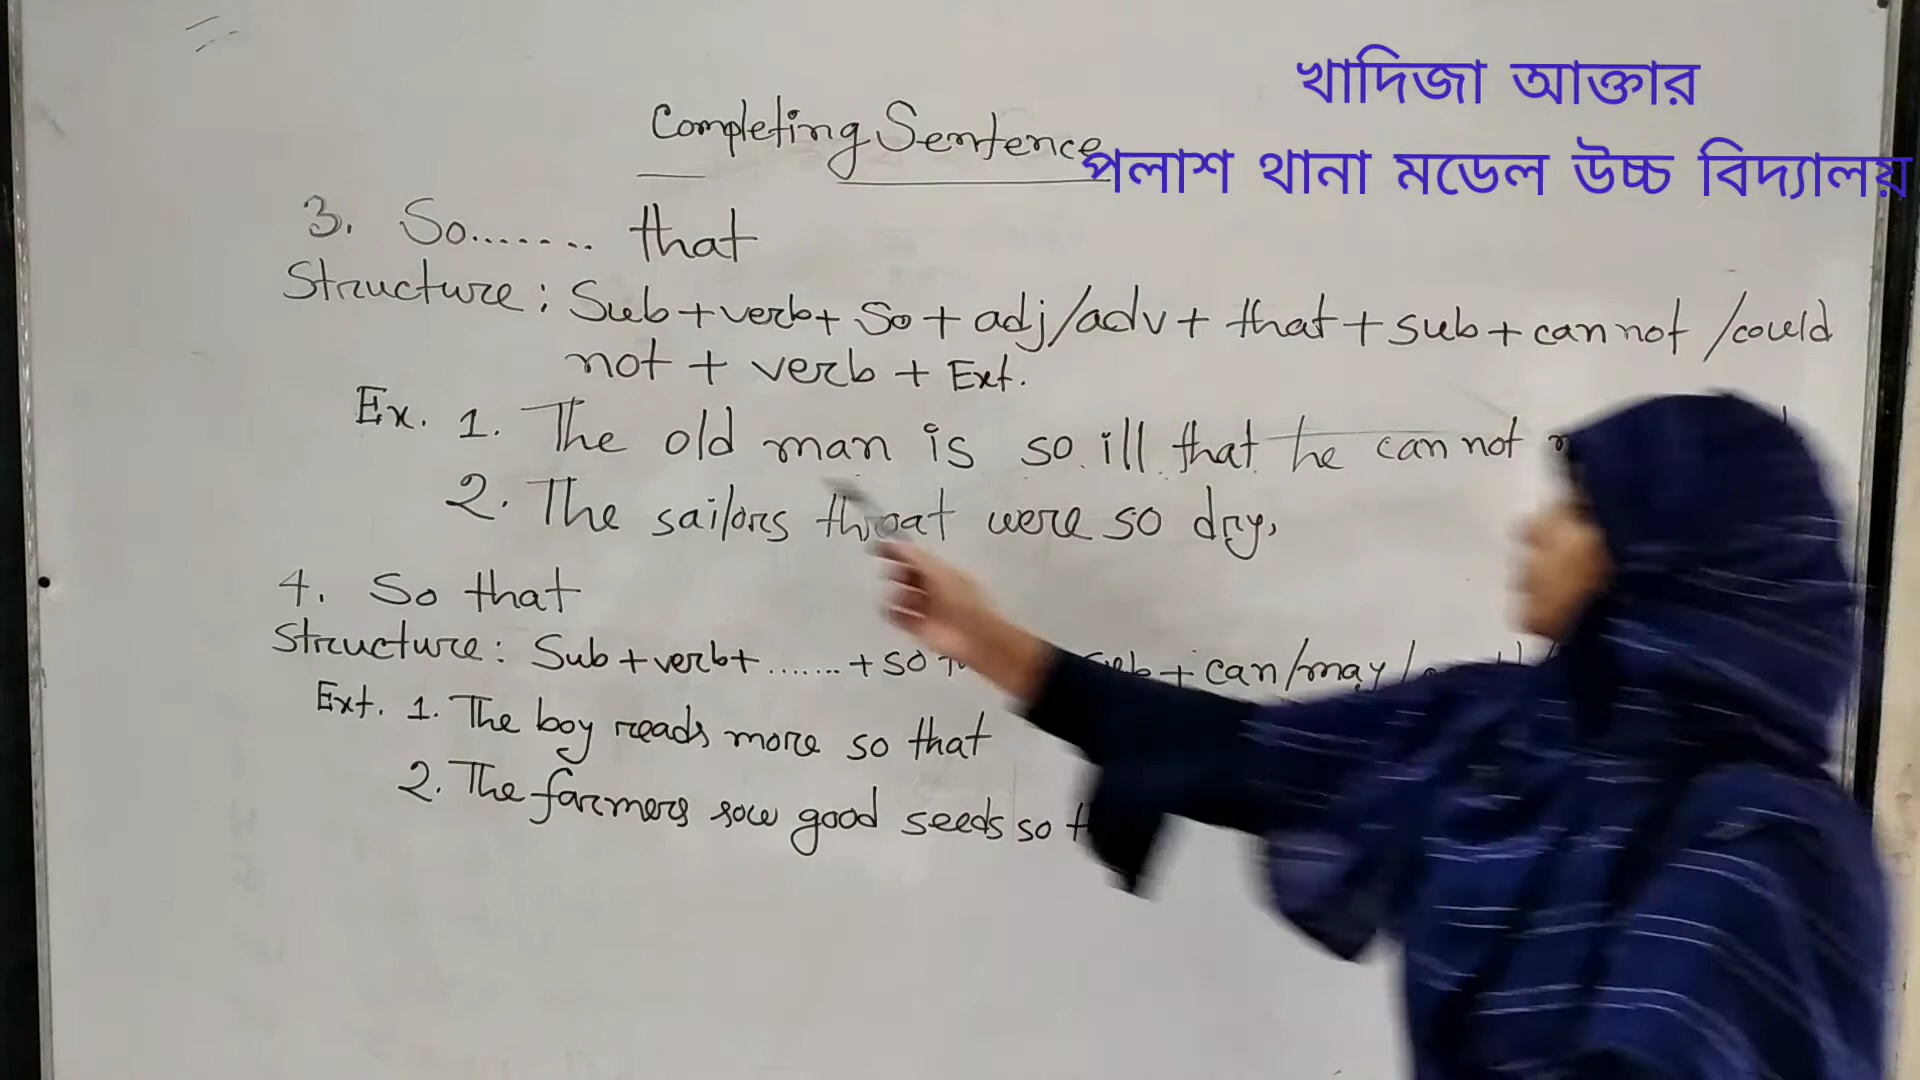 খাদিজা আক্তার
পলাশ থানা মডেল উচ্চ বিদ্যালয়
Completing Sentence
3. So....... that
Structure: Sub+verb+ So + adj/adv + that + sub + can not /could
not + verb + Ext.
Ex. 1. The old man is so ill that he can not
2. The sailors throat were so dry,
4. So that
Structure: Sub+verb+.......+ so + can/may/
Ext. 1. The boy reads more so that
2. The farmers sow good seeds so